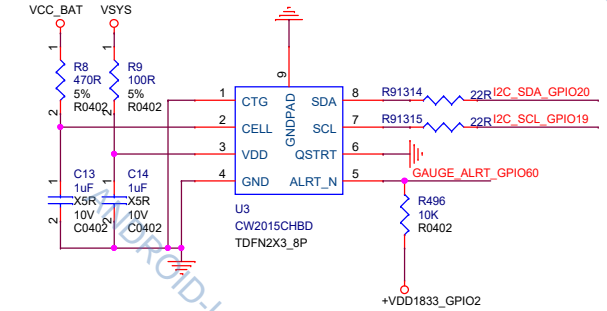 VCC_BAT
VSYS
1
1
R8
470R
5%
R0402
R9
100R
5%
R0402
2
2
9
GNDPAD
1
CTG
2
CELL
3
VDD
4
GND
SDA
8
SCL
7
QSTRT
6
ALRT_N
5
R91314
22R
I2C_SDA_GPIO20
R91315
22R
I2C_SCL_GPIO19
GAUGE_ALRT_GPIO60
U3
CW2015CHBD
TDFN2X3_8P
C13
1uF
X5R
10V
C0402
C14
1uF
X5R
10V
C0402
1
1
2
2
R496
10K
R0402
+VDD1833_GPIO2